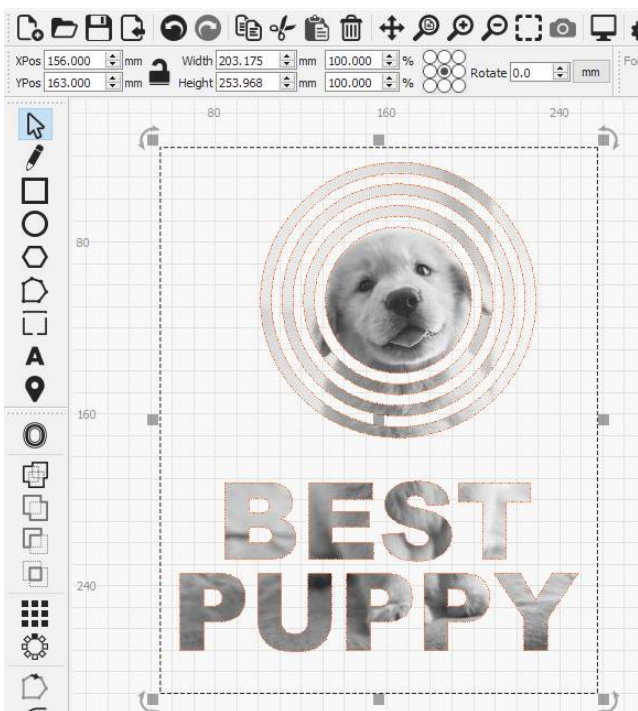 XPos 156.000 mm Width 203.175 mm 100.000 %
YPos 163.000 mm Height 253.968 mm 100.000 %
Rotate 0.0 mm
80 160 240
A
80
160
240
BEST
PUPPY